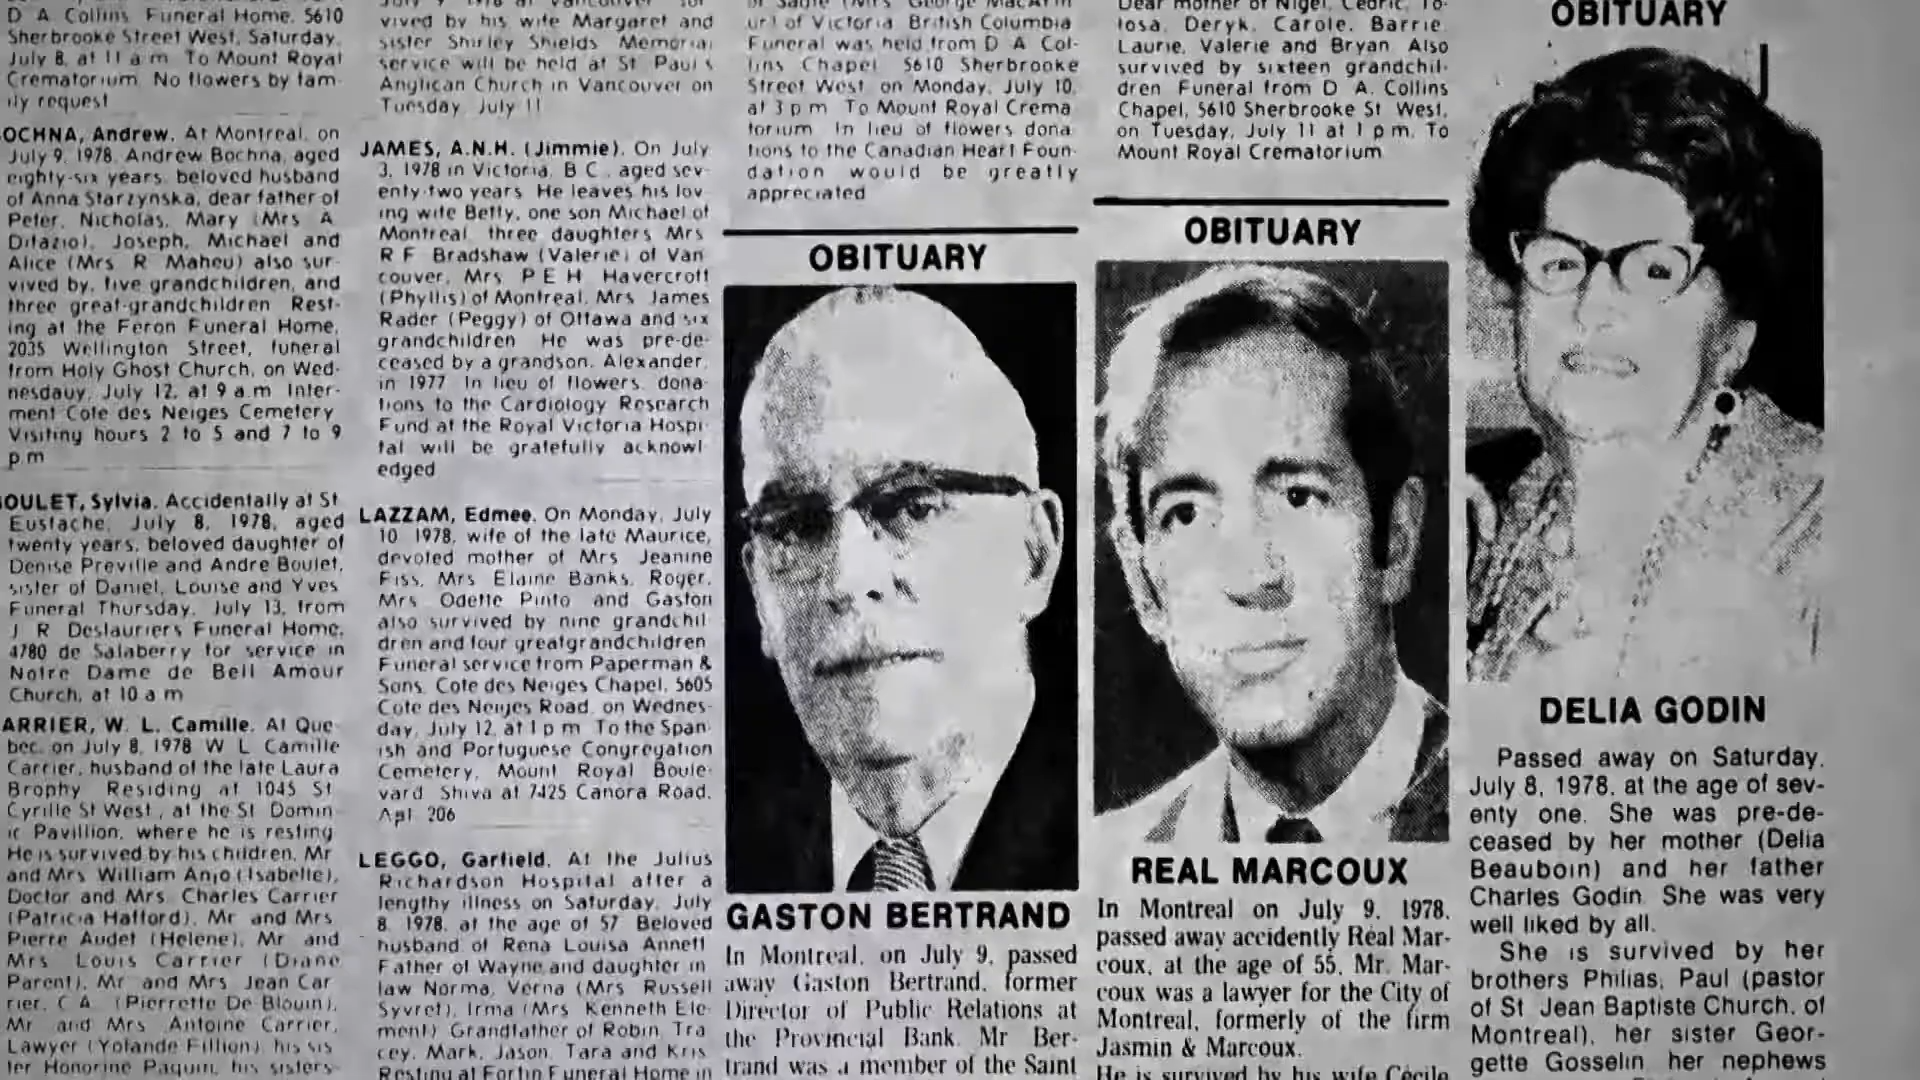 D A Collins Funeral Home, 5610
Sherbrooke Street West, Saturday,
July 8, at 11 a m To Mount Royal
Crematorium No flowers by fam-
ily request
OCHNA, Andrew. At Montreal, on
July 9, 1978, Andrew Bochna, aged
eighty-six years, beloved husband
of Anna Starzynska, dear father of
Peter, Nicholas, Mary (Mrs A
Difazio), Joseph, Michael and
Alice (Mrs R Maheu) also sur-
vived by, five grandchildren, and
three great-grandchildren Rest-
ing at the Feron Funeral Home,
2035 Wellington Street, funeral
from Holy Ghost Church, on Wed-
nesdauy, July 12, at 9 a m Inter-
ment Cote des Neiges Cemetery
Visiting hours 2 to 5 and 7 to 9
p m
OULET, Sylvia. Accidentally at St
Eustache, July 8, 1978, aged
twenty years, beloved daughter of
Denise Preville and Andre Boulet,
sister of Daniel, Louise and Yves
Funeral Thursday, July 13, from
J R Deslauriers Funeral Home,
4780 de Salaberry for service in
Notre Dame de Bell Amour
Church, at 10 a m
ARRIER, W. L. Camille. At Que-
bec, on July 8, 1978 W L Camille
Carrier, husband of the late Laura
Brophy Residing at 1045 St
Cyrille St West, at the St Domin-
ic Pavillion, where he is resting
He is survived by his children, Mr
and Mrs William Anjo (Isabelle),
Doctor and Mrs Charles Carrier
(Patricia Hafford), Mr and Mrs
Pierre Audet (Helene), Mr and
Mrs Louis Carrier (Diane
Parent), Mr and Mrs Jean Car
rier, C A (Pierrette De Blouin),
Mr and Mrs Antoine Carrier,
Lawyer (Yolande Fillion) his sis
ter Honorine Paquin, his sisters-
July 9 1978 at Vancouver sur
vived by his wife Margaret and
sister Shirley Shields Memorial
service will be held at St Paul s
Anglican Church in Vancouver on
Tuesday, July 11
JAMES, A.N.H. (Jimmie). On July
3, 1978 in Victoria, B C, aged sev-
enty-two years He leaves his lov
ing wife Betty, one son Michael of
Montreal three daughters Mrs
R F Bradshaw (Valerie) of Van
couver, Mrs P E H Havercroft
(Phyllis) of Montreal, Mrs James
Rader (Peggy) of Ottawa and six
grandchildren He was pre-de-
ceased by a grandson, Alexander,
in 1977 In lieu of flowers, dona-
tions to the Cardiology Research
Fund at the Royal Victoria Hospi-
tal will be gratefully acknowl
edged
LAZZAM, Edmee. On Monday, July
10 1978, wife of the late Maurice,
devoted mother of Mrs Jeanine
Fiss, Mrs Elaine Banks, Roger,
Mrs Odette Pinto and Gaston
also survived by nine grandchil
dren and four greatgrandchildren
Funeral service from Paperman &
Sons, Cote des Neiges Chapel, 5605
Cote des Neiges Road, on Wednes-
day, July 12, at 1 p m To the Span-
ish and Portuguese Congregation
Cemetery, Mount Royal Boule-
vard Shiva at 7425 Canora Road,
Apt 206
LEGGO, Garfield. At the Julius
Richardson Hospital after a
lengthy illness on Saturday, July
8 1978, at the age of 57 Beloved
husband of Rena Louisa Annett
Father of Wayne and daughter in
law Norma, Verna (Mrs Russell
Syvret), Irma (Mrs Kenneth Ele-
ment) Grandfather of Robin, Tra
cey, Mark, Jason, Tara and Kris
Resting at Fortin Funeral Home in
of Sadie (Mrs George MacArth
ur) of Victoria British Columbia
Funeral was held from D A Col-
lins Chapel 5610 Sherbrooke
Street West on Monday, July 10,
at 3 p m To Mount Royal Crema
torium In lieu of flowers dona
tions to the Canadian Heart Foun-
dation would be greatly
appreciated
OBITUARY
GASTON BERTRAND
In Montreal, on July 9, passed
away Gaston Bertrand, former
Director of Public Relations at
the Provincial Bank. Mr Ber-
trand was a member of the Saint
Dear mother of Nigel, Cedric, To-
losa, Deryk, Carole, Barrie,
Laurie, Valerie and Bryan Also
survived by sixteen grandchil-
dren Funeral from D A. Collins
Chapel, 5610 Sherbrooke St West,
on Tuesday, July 11 at 1 p m. To
Mount Royal Crematorium
OBITUARY
REAL MARCOUX
In Montreal on July 9, 1978,
passed away accidently Réal Mar-
coux, at the age of 55. Mr. Mar-
coux was a lawyer for the City of
Montreal, formerly of the firm
Jasmin & Marcoux.
He is survived by his wife Cécile
OBITUARY
DELIA GODIN
Passed away on Saturday,
July 8, 1978, at the age of sev-
enty one. She was pre-de-
ceased by her mother (Delia
Beauboin) and her father
Charles Godin She was very
well liked by all.
She is survived by her
brothers Philias, Paul (pastor
of St Jean Baptiste Church, of
Montreal), her sister Geor-
gette Gosselin her nephews